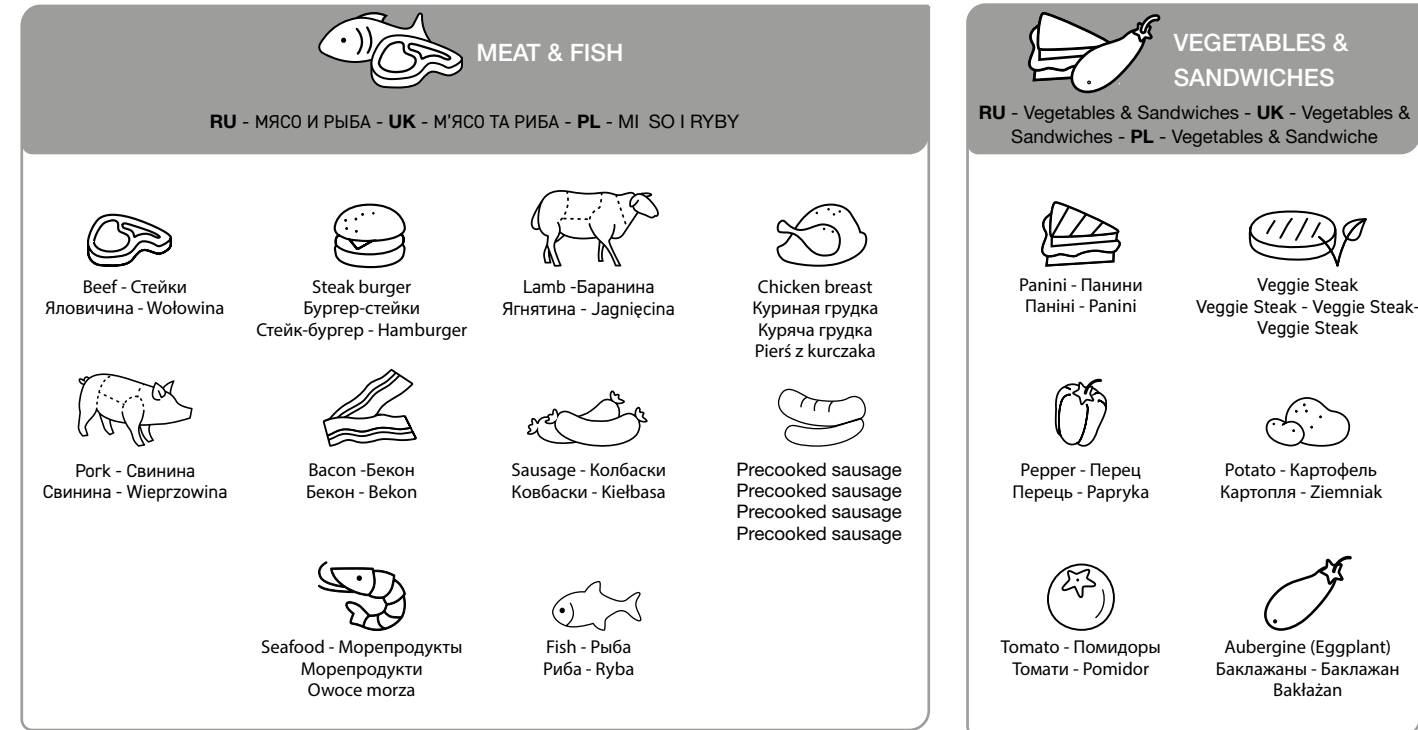 MEAT & FISH
RU - МЯСО И РЫБА - UK - М'ЯСО ТА РИБА - PL - MI SO I RYBY
Beef - Стейки
Яловичина - Wołowina
Steak burger
Бургер-стейки
Стейк-бургер - Hamburger
Lamb -Баранина
Ягнятина - Jagnięcina
Chicken breast
Куриная грудка
Куряча грудка
Pierś z kurczaka
Pork - Свинина
Свинина - Wieprzowina
Bacon -Бекон
Бекон - Bekon
Sausage - Колбаски
Ковбаски - Kiełbasa
Precooked sausage
Precooked sausage
Precooked sausage
Precooked sausage
Seafood - Морепродукты
Морепродукти
Owoce morza
Fish - Рыба
Риба - Ryba
VEGETABLES &
SANDWICHES
RU - Vegetables & Sandwiches - UK - Vegetables &
Sandwiches - PL - Vegetables & Sandwiche
Panini - Панини
Паніні - Panini
Veggie Steak
Veggie Steak - Veggie Steak-
Veggie Steak
Pepper - Перец
Перець - Papryka
Potato - Картофель
Картопля - Ziemniak
Tomato - Помидоры
Томати - Pomidor
Aubergine (Eggplant)
Баклажаны - Баклажан
Bakłażan